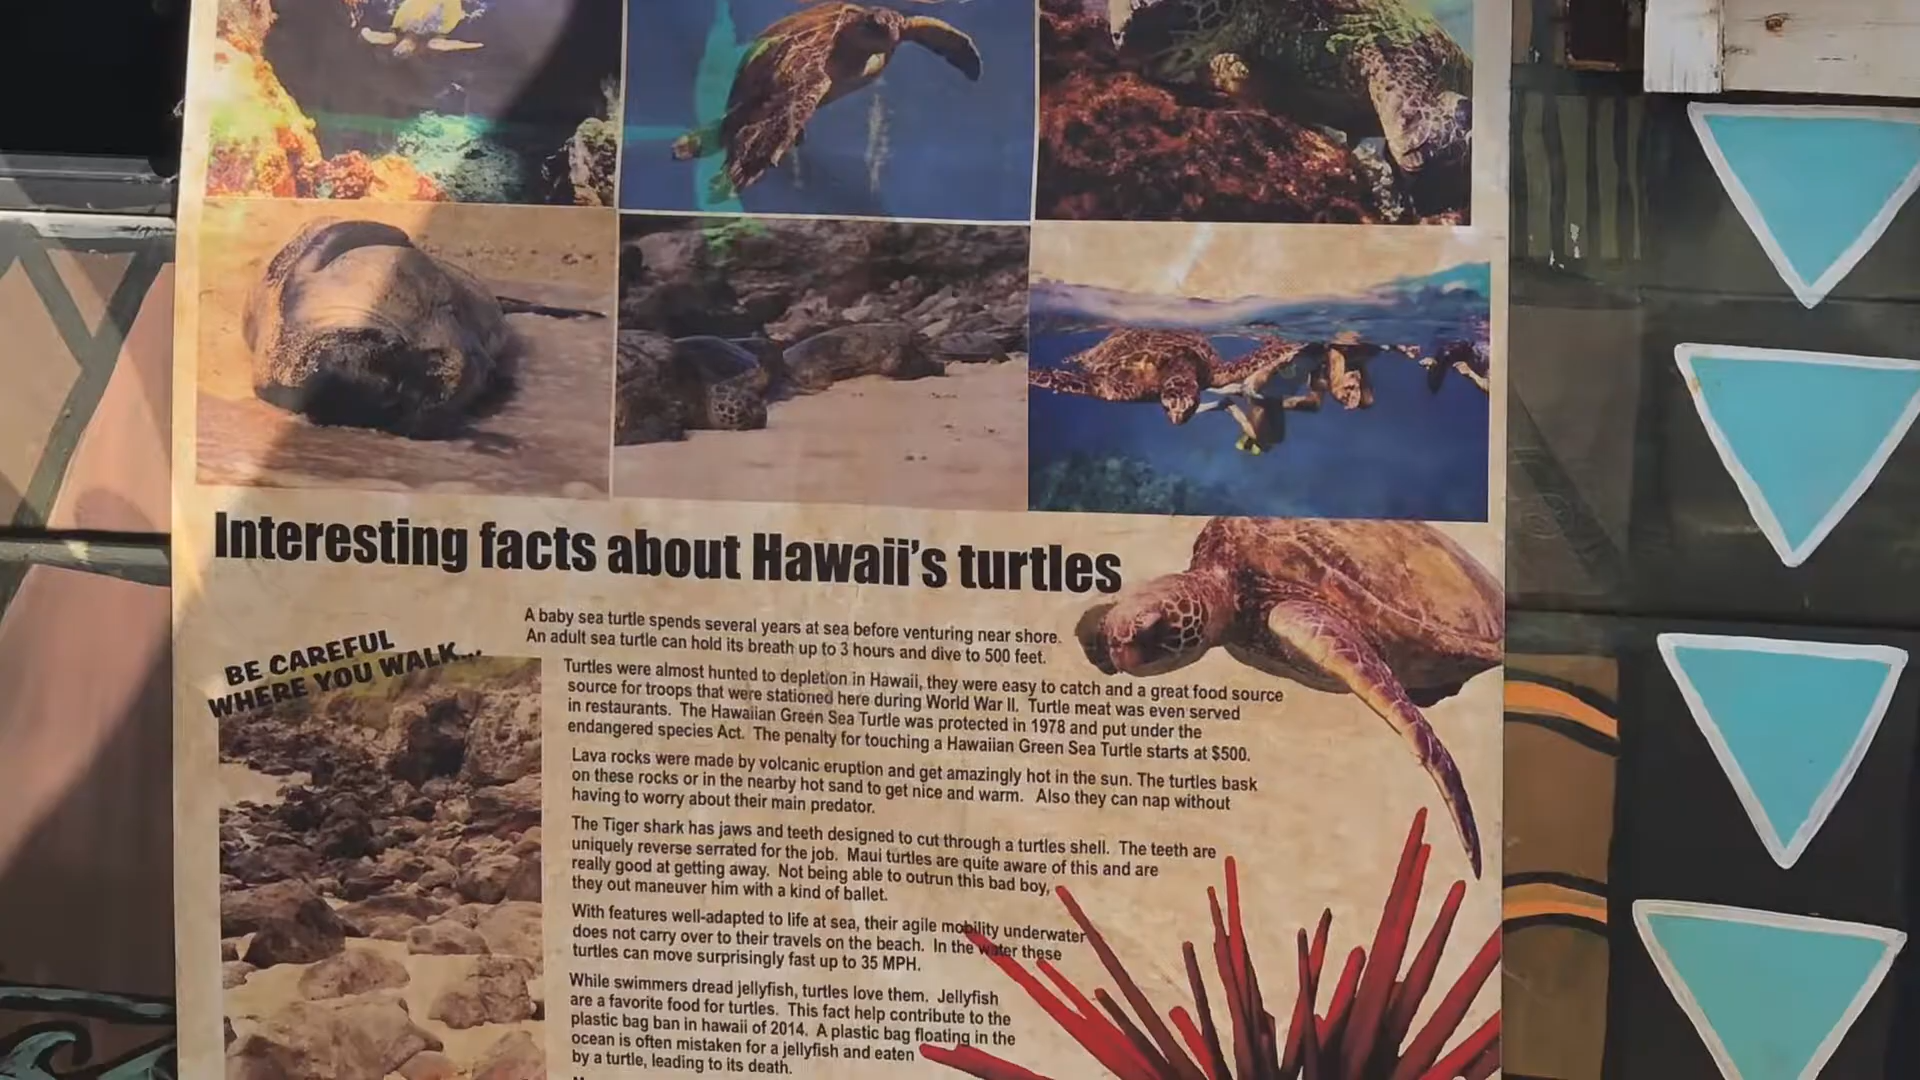 Interesting facts about Hawaii's turtles
BE CAREFUL
WHERE YOU WALK...
A baby sea turtle spends several years at sea before venturing near shore.
An adult sea turtle can hold its breath up to 3 hours and dive to 500 feet.
Turtles were almost hunted to depletion in Hawaii, they were easy to catch and a great food source
source for troops that were stationed here during World War II. Turtle meat was even served
in restaurants. The Hawaiian Green Sea Turtle was protected in 1978 and put under the
endangered species Act. The penalty for touching a Hawaiian Green Sea Turtle starts at $500.
Lava rocks were made by volcanic eruption and get amazingly hot in the sun. The turtles bask
on these rocks or in the nearby hot sand to get nice and warm. Also they can nap without
having to worry about their main predator.
The Tiger shark has jaws and teeth designed to cut through a turtles shell. The teeth are
uniquely reverse serrated for the job. Maui turtles are quite aware of this and are
really good at getting away. Not being able to outrun this bad boy,
they out maneuver him with a kind of ballet.
With features well-adapted to life at sea, their agile mobility underwater
does not carry over to their travels on the beach. In the water these
turtles can move surprisingly fast up to 35 MPH.
While swimmers dread jellyfish, turtles love them. Jellyfish
are a favorite food for turtles. This fact help contribute to the
plastic bag ban in hawaii of 2014. A plastic bag floating in the
ocean is often mistaken for a jellyfish and eaten
by a turtle, leading to its death.